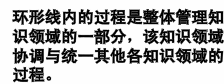 环形线内的过程是整体管理知
识领域的一部分，该知识领域
协调与统一其他各知识领域的
过程。